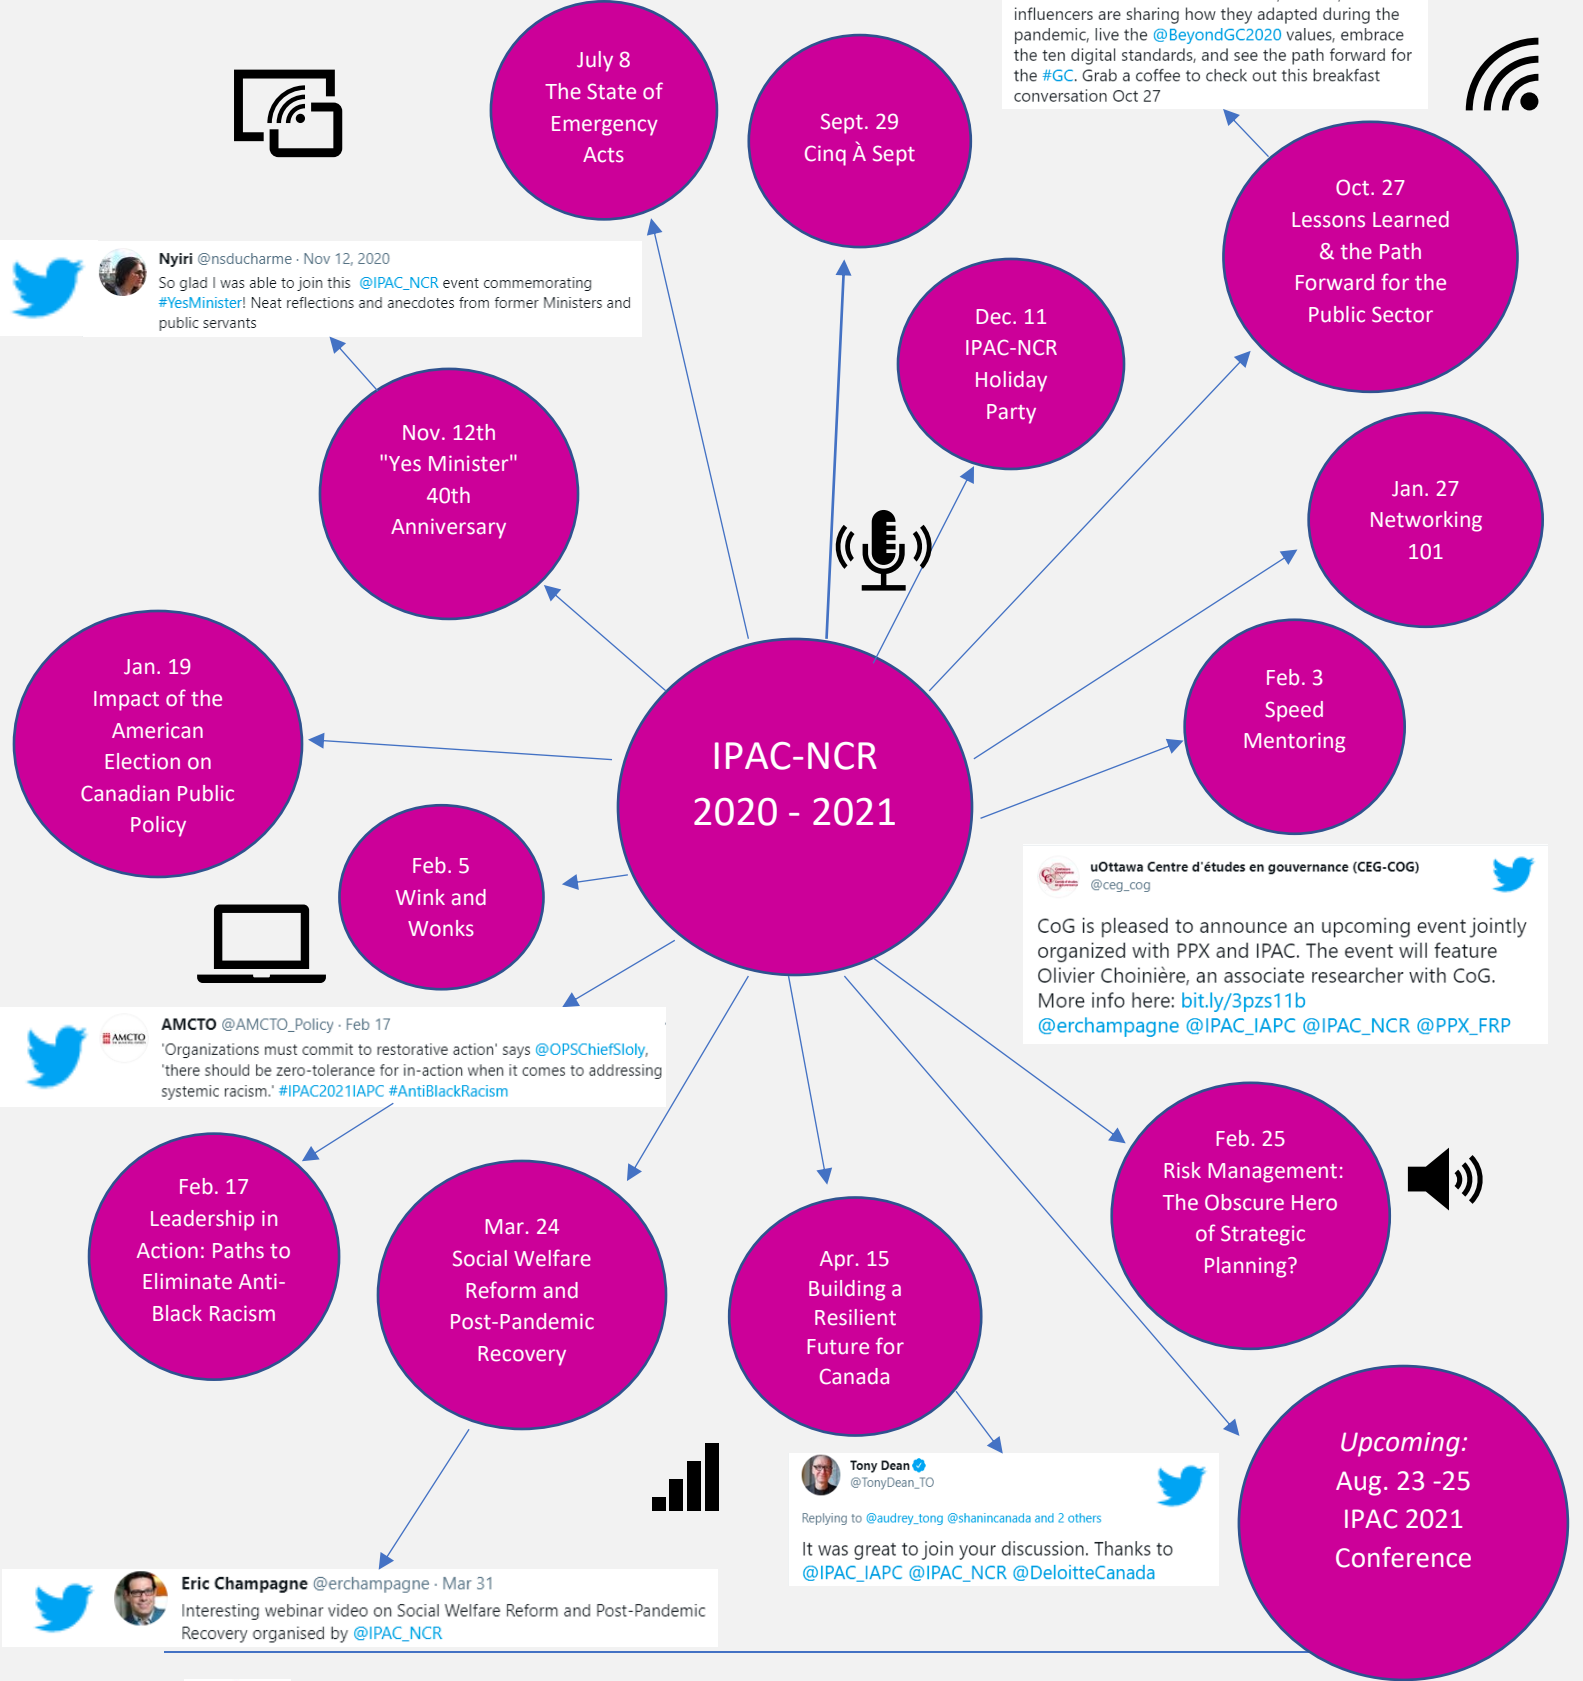 influencers are sharing how they adapted during the
pandemic, live the @BeyondGC2020 values, embrace
the ten digital standards, and see the path forward for
the #GC. Grab a coffee to check out this breakfast
conversation Oct 27
July 8
The State of
Emergency
Acts
Sept. 29
Cinq À Sept
Oct. 27
Lessons Learned
& the Path
Forward for the
Public Sector
Nyiri @nsducharme · Nov 12, 2020
So glad I was able to join this @IPAC_NCR event commemorating
#YesMinister! Neat reflections and anecdotes from former Ministers and
public servants
Dec. 11
IPAC-NCR
Holiday
Party
Nov. 12th
"Yes Minister"
40th
Anniversary
Jan. 27
Networking
101
Jan. 19
Impact of the
American
Election on
Canadian Public
Policy
Feb. 3
Speed
Mentoring
IPAC-NCR
2020 - 2021
Feb. 5
Wink and
Wonks
uOttawa Centre d'études en gouvernance (CEG-COG)
@ceg_cog
CoG is pleased to announce an upcoming event jointly
organized with PPX and IPAC. The event will feature
Olivier Choinière, an associate researcher with CoG.
More info here: bit.ly/3pzs11b
@erchampagne @IPAC_IAPC @IPAC_NCR @PPX_FRP
AMCTO
AMCTO @AMCTO_Policy · Feb 17
'Organizations must commit to restorative action' says @OPSChiefSloly,
'there should be zero-tolerance for in-action when it comes to addressing
systemic racism.' #IPAC2021IAPC #AntiBlackRacism
Feb. 17
Leadership in
Action: Paths to
Eliminate Anti-
Black Racism
Mar. 24
Social Welfare
Reform and
Post-Pandemic
Recovery
Apr. 15
Building a
Resilient
Future for
Canada
Feb. 25
Risk Management:
The Obscure Hero
of Strategic
Planning?
Upcoming:
Aug. 23 -25
IPAC 2021
Conference
Tony Dean
@TonyDean_TO
Replying to @audrey_tong @shanincanada and 2 others
It was great to join your discussion. Thanks to
@IPAC_IAPC @IPAC_NCR @DeloitteCanada
Eric Champagne @erchampagne · Mar 31
Interesting webinar video on Social Welfare Reform and Post-Pandemic
Recovery organised by @IPAC_NCR